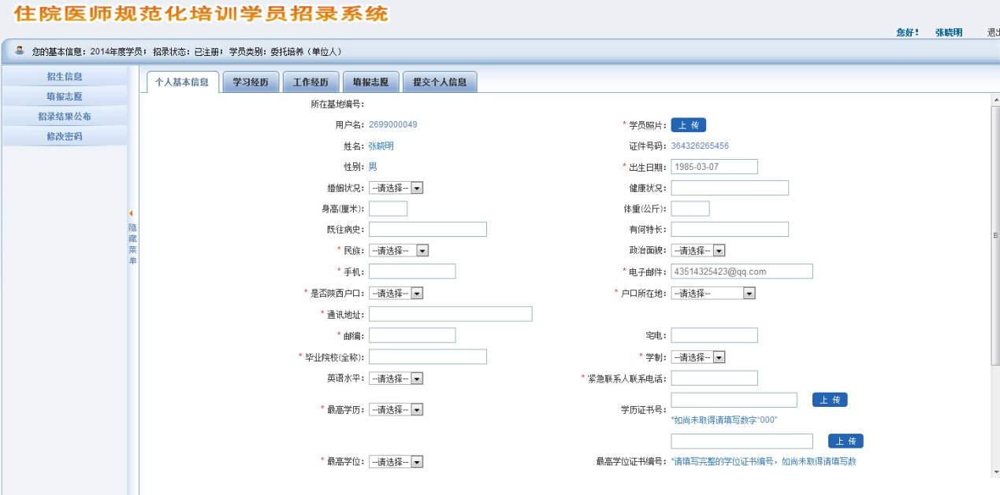 住院医师规范化培训学员招录系统
您好！ 张晓明 退出
您的基本信息：2014年度学员；招录状态：已注册；学员类别：委托培养（单位人）
招生信息
填报志愿
招录结果公布
修改密码
隐藏菜单
个人基本信息 学习经历 工作经历 填报志愿 提交个人信息
所在基地编号：
用户名：2699000049 *学员照片：上 传
姓名：张晓明 证件号码：364326265456
性别：男 *出生日期：1985-03-07
婚姻状况：--请选择-- 健康状况：
身高(厘米)： 体重(公斤)：
既往病史： 有何特长：
*民族：--请选择-- 政治面貌：--请选择--
*手机： *电子邮件：43514325423@qq.com
*是否陕西户口：--请选择-- *户口所在地：--请选择--
*通讯地址：
*邮编： 宅电：
*毕业院校(全称)： *学制：--请选择--
英语水平：--请选择-- *紧急联系人联系电话：
*最高学历：--请选择-- 学历证书号： 上 传
*如尚未取得请填写数字“000”
上 传
*最高学位：--请选择-- 最高学位证书编号：*请填写完整的学位证书编号，如尚未取得请填写数